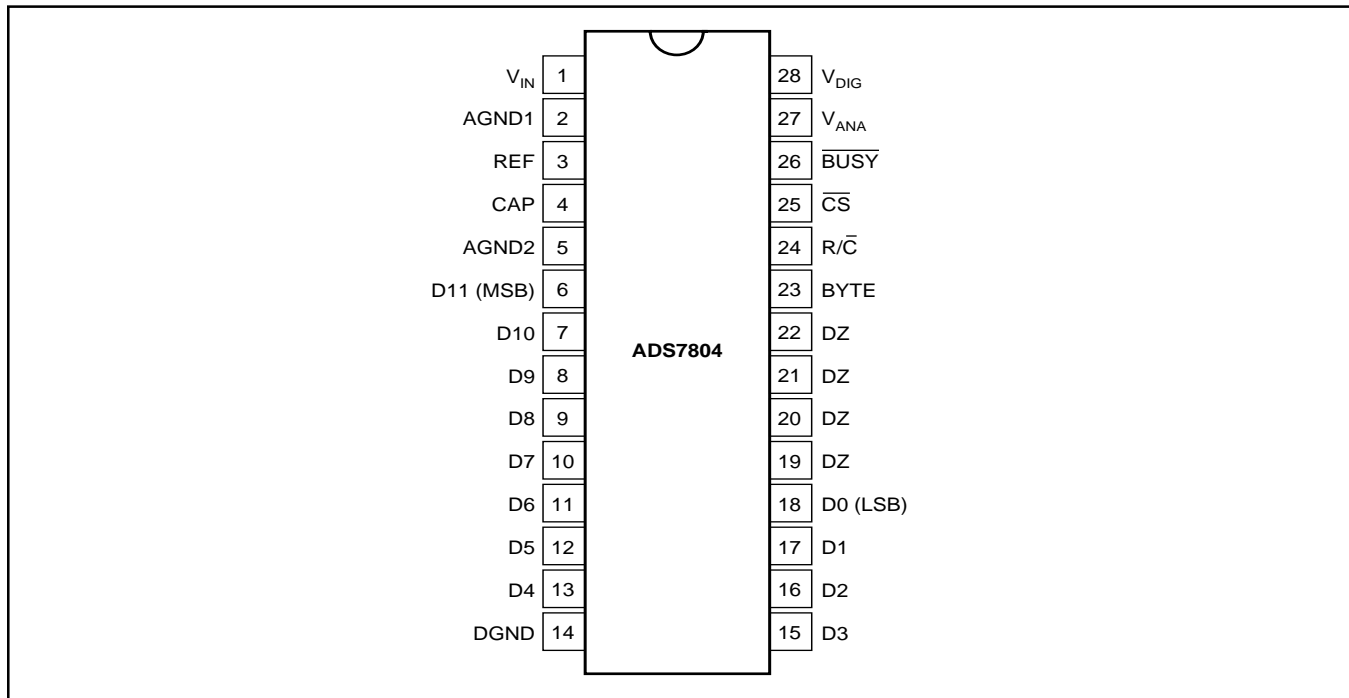 V_IN 1 28 V_DIG
AGND1 2 27 V_ANA
REF 3 26 B̅U̅S̅Y̅
CAP 4 25 C̅S̅
AGND2 5 24 R/C̅
D11 (MSB) 6 23 BYTE
D10 7 22 DZ
ADS7804
D9 8 21 DZ
D8 9 20 DZ
D7 10 19 DZ
D6 11 18 D0 (LSB)
D5 12 17 D1
D4 13 16 D2
DGND 14 15 D3